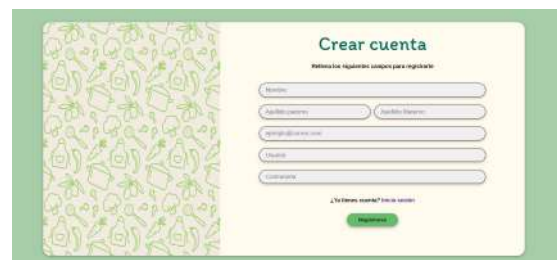 Crear cuenta
Rellena los siguientes campos para registrarte
Nombre
Apellido paterno
Apellido Materno
ejemplo@correo.com
Usuario
Contraseña
¿Ya tienes cuenta? Inicia sesión
Registrarse